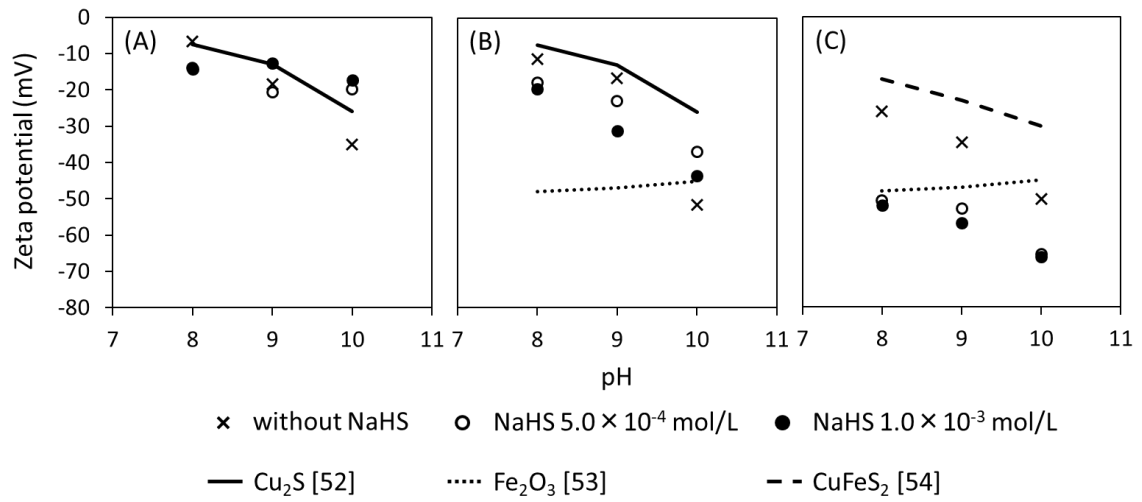 Zeta potential (mV)
0
-10
-20
-30
-40
-50
-60
-70
-80
(A)
(B)
(C)
7 8 9 10 11
7 8 9 10 11
7 8 9 10 11
pH
× without NaHS
NaHS 5.0 × 10⁻⁴ mol/L
NaHS 1.0 × 10⁻³ mol/L
Cu₂S [52]
Fe₂O₃ [53]
CuFeS₂ [54]